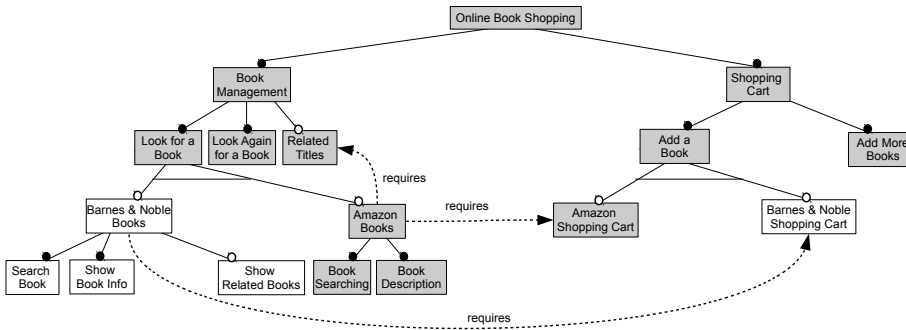 Online Book Shopping
Book
Management
Shopping
Cart
Look for a
Book
Look Again
for a Book
Related
Titles
Add a
Book
Add More
Books
requires
requires
Barnes & Noble
Books
Amazon
Books
Amazon
Shopping Cart
Barnes & Noble
Shopping Cart
Search
Book
Show
Book Info
Show
Related Books
Book
Searching
Book
Description
requires